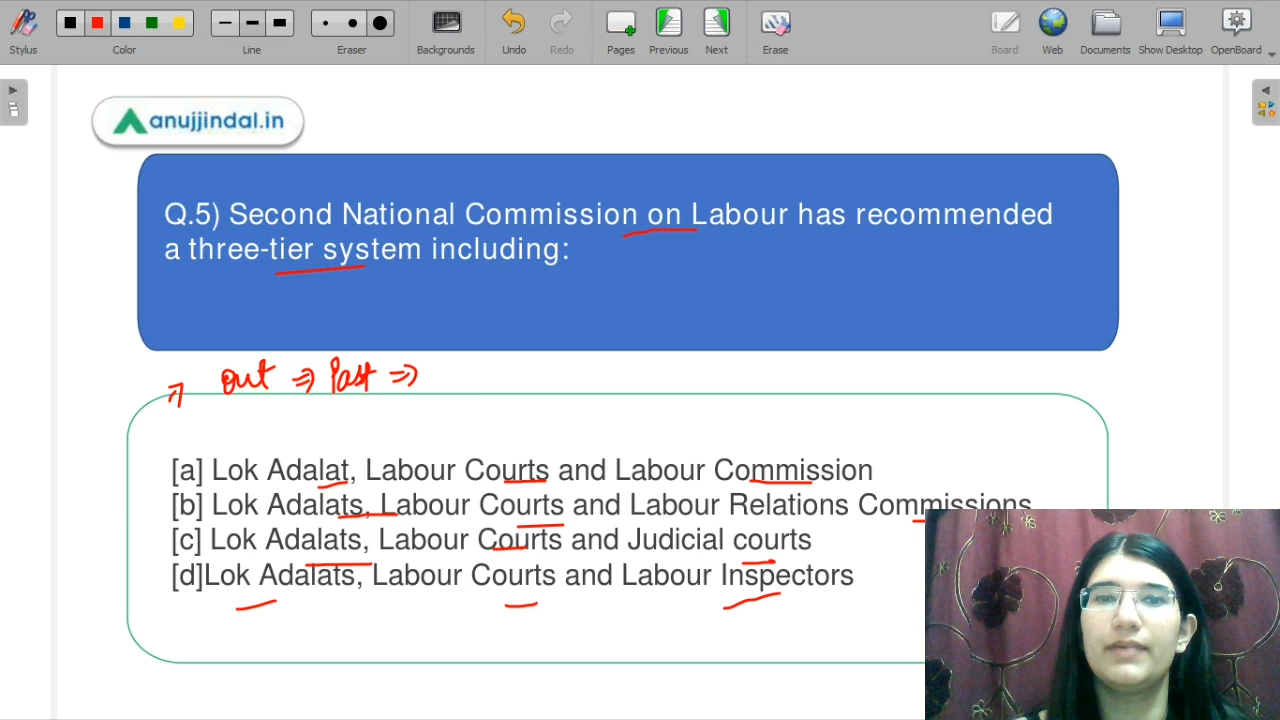 Stylus
Color
Line
Eraser
Backgrounds
Undo
Redo
Pages
Previous
Next
Erase
Board
Web
Documents
Show Desktop
OpenBoard
anujjindal.in
Q.5) Second National Commission on Labour has recommended
a three-tier system including:
out ⇒ Past ⇒
[a] Lok Adalat, Labour Courts and Labour Commission
[b] Lok Adalats, Labour Courts and Labour Relations Commissions
[c] Lok Adalats, Labour Courts and Judicial courts
[d]Lok Adalats, Labour Courts and Labour Inspectors